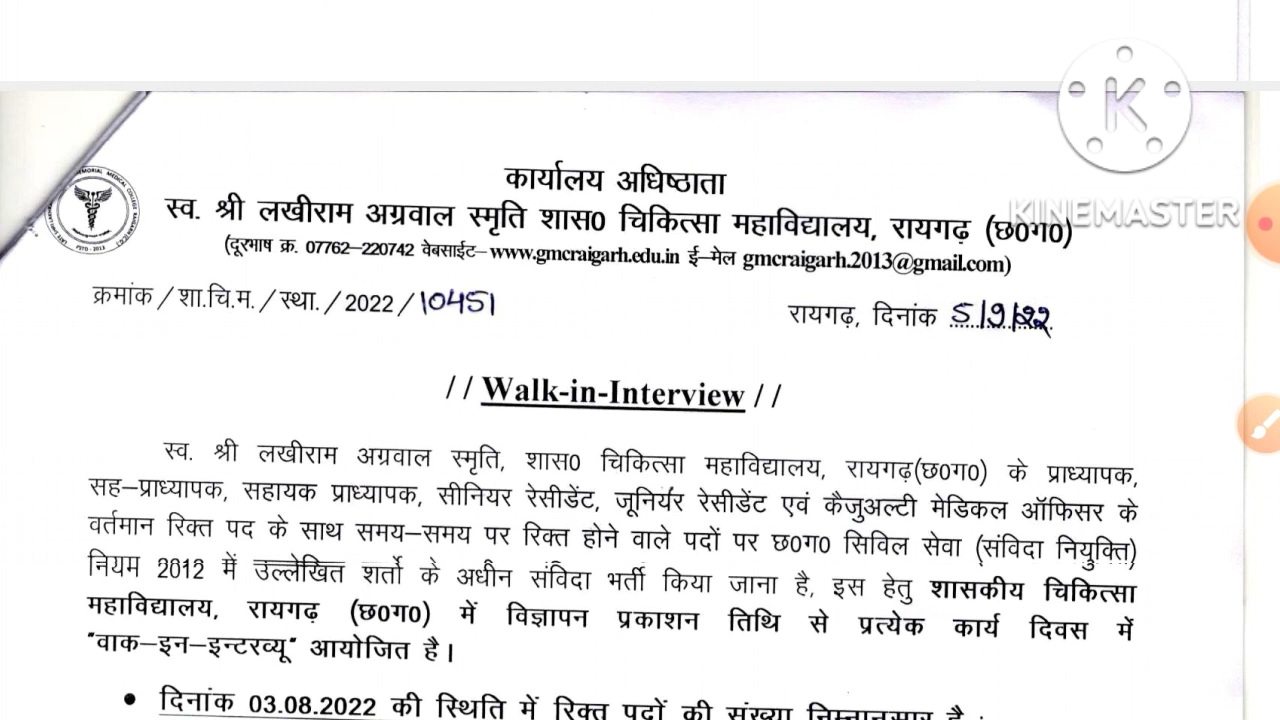 KINEMASTER
कार्यालय अधिष्ठाता
स्व. श्री लखीराम अग्रवाल स्मृति शास0 चिकित्सा महाविद्यालय, रायगढ़ (छ0ग0)
(दूरभाष क्र. 07762–220742 वेबसाईट– www.gmcraigarh.edu.in ई–मेल gmcraigarh.2013@gmail.com)
क्रमांक / शा.चि.म. / स्था. / 2022 / 10451 रायगढ़, दिनांक 5/9/22
// Walk-in-Interview //
स्व. श्री लखीराम अग्रवाल स्मृति, शास0 चिकित्सा महाविद्यालय, रायगढ़(छ0ग0) के प्राध्यापक,
सह–प्राध्यापक, सहायक प्राध्यापक, सीनियर रेसीडेंट, जूनियर रेसीडेंट एवं कैजुअल्टी मेडिकल ऑफिसर के
वर्तमान रिक्त पद के साथ समय–समय पर रिक्त होने वाले पदों पर छ0ग0 सिविल सेवा (संविदा नियुक्ति)
नियम 2012 में उल्लेखित शर्तो के अधीन संविदा भर्ती किया जाना है, इस हेतु शासकीय चिकित्सा
महाविद्यालय, रायगढ़ (छ0ग0) में विज्ञापन प्रकाशन तिथि से प्रत्येक कार्य दिवस में
"वाक–इन–इन्टरव्यू" आयोजित है।
• दिनांक 03.08.2022 की स्थिति में रिक्त पदों की संख्या निम्नानुसार है :